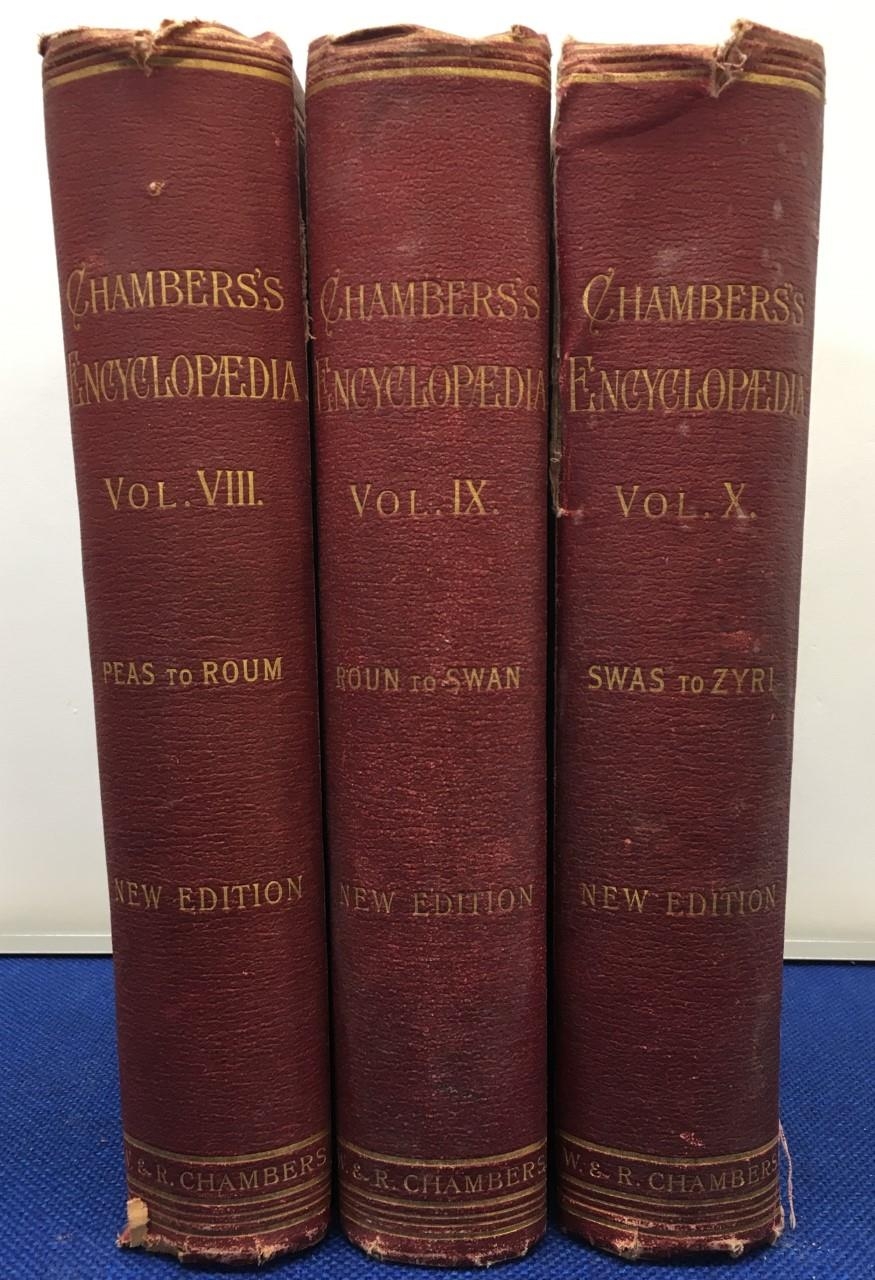 CHAMBERS'S
ENCYCLOPÆDIA
VOL. VIII.
PEAS TO ROUM
NEW EDITION
W. & R. CHAMBERS
CHAMBERS'S
ENCYCLOPÆDIA
VOL. IX.
ROUN TO SWAN
NEW EDITION
W. & R. CHAMBERS
CHAMBERS'S
ENCYCLOPÆDIA
VOL. X.
SWAS TO ZYRI
NEW EDITION
W. & R. CHAMBERS